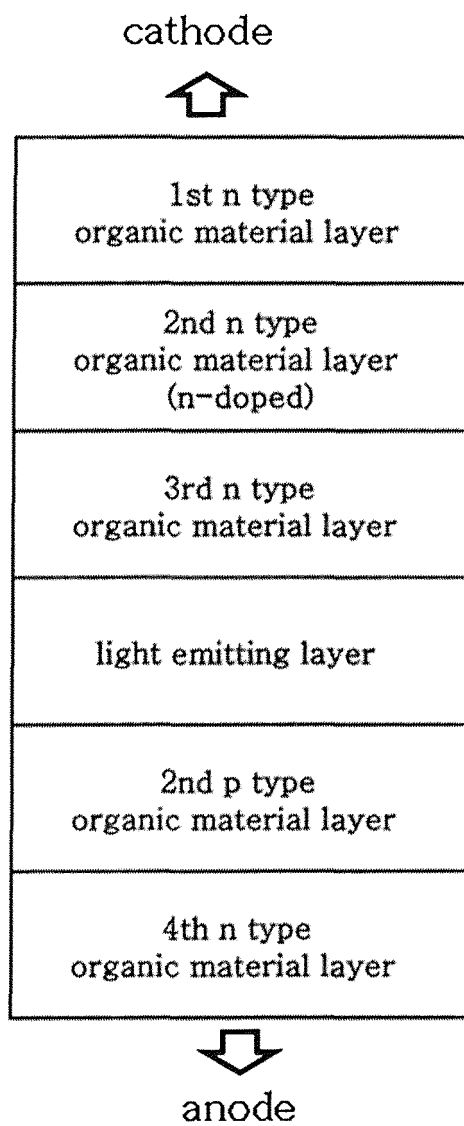 cathode
1st n type
organic material layer
2nd n type
organic material layer
(n-doped)
3rd n type
organic material layer
light emitting layer
2nd p type
organic material layer
4th n type
organic material layer
anode